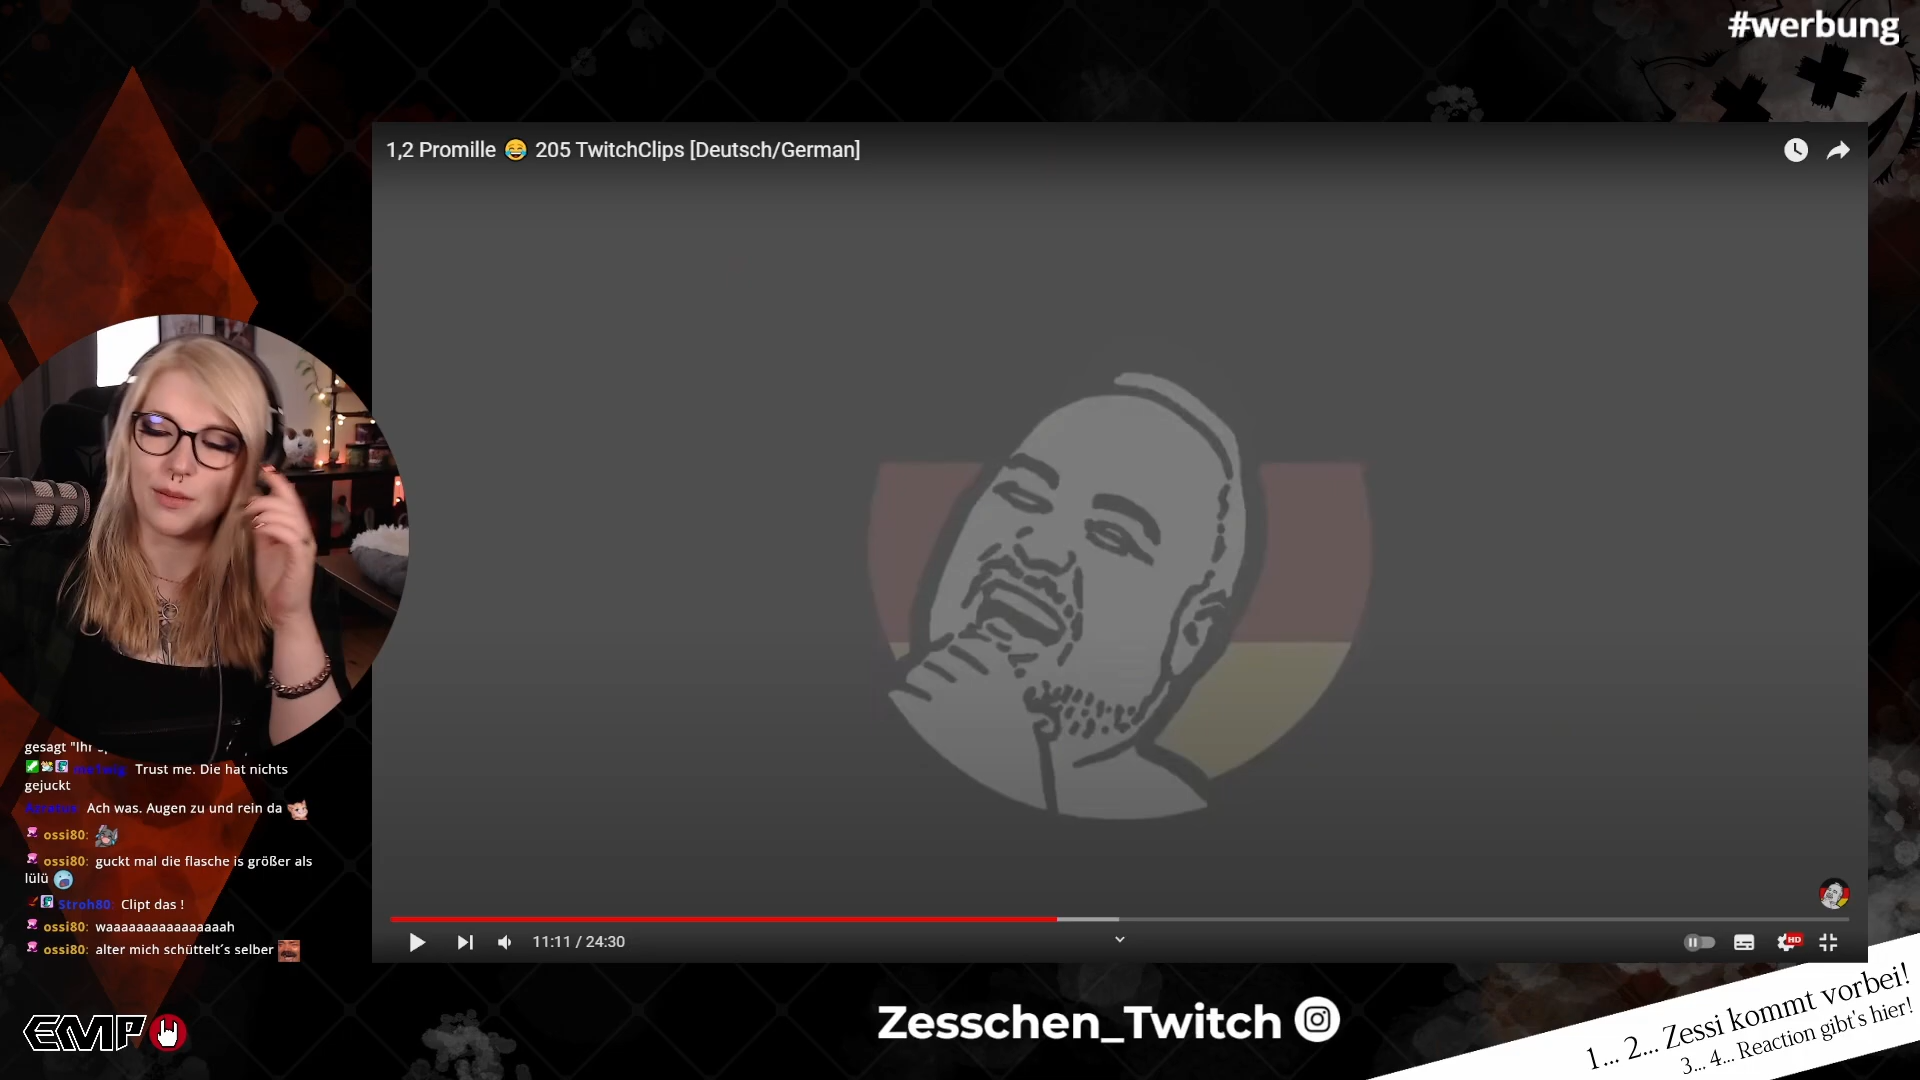 #werbung
1,2 Promille 😂 205 TwitchClips [Deutsch/German]
gesagt "Ihr
Trust me. Die hat nichts
gejuckt
Ach was. Augen zu und rein da
ossi80:
ossi80: guckt mal die flasche is größer als
lülü
Stroh80: Clipt das !
ossi80: waaaaaaaaaaaaaaaah
ossi80: alter mich schüttelt´s selber
11:11 / 24:30
HD
EMP
Zesschen_Twitch
1... 2... Zessi kommt vorbei!
3... 4... Reaction gibt's hier!